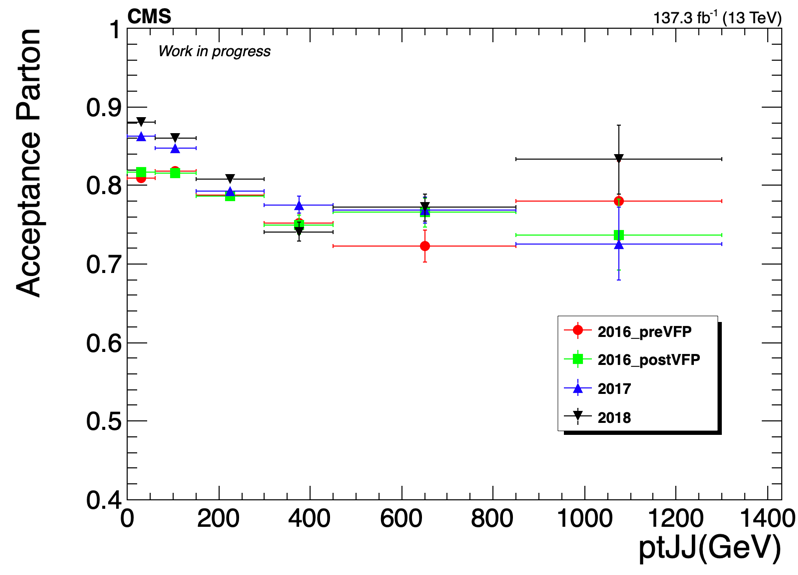 CMS
137.3 fb⁻¹ (13 TeV)
Work in progress
Acceptance Parton
1
0.9
0.8
0.7
0.6
0.5
0.4
2016_preVFP
2016_postVFP
2017
2018
0 200 400 600 800 1000 1200 1400
ptJJ(GeV)